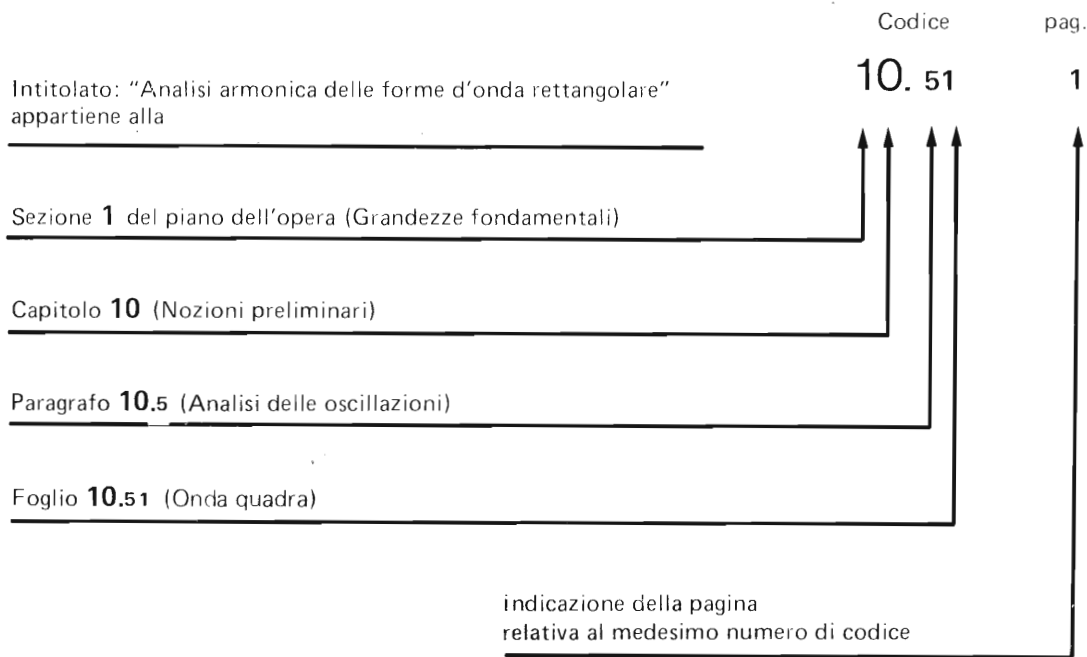 Codice pag.
Intitolato: "Analisi armonica delle forme d'onda rettangolare" 10. 51 1
appartiene alla
Sezione 1 del piano dell'opera (Grandezze fondamentali)
Capitolo 10 (Nozioni preliminari)
Paragrafo 10.5 (Analisi delle oscillazioni)
Foglio 10.51 (Onda quadra)
indicazione della pagina
relativa al medesimo numero di codice